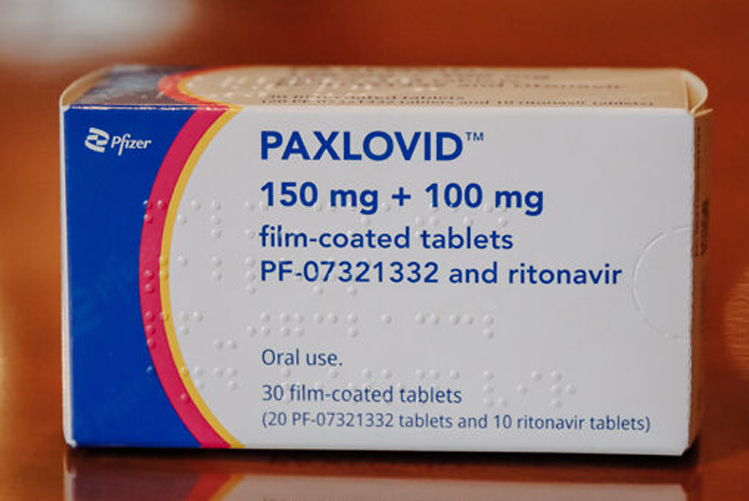 Pfizer
PAXLOVID™
150 mg + 100 mg
film-coated tablets
PF-07321332 and ritonavir
Oral use.
30 film-coated tablets
(20 PF-07321332 tablets and 10 ritonavir tablets)